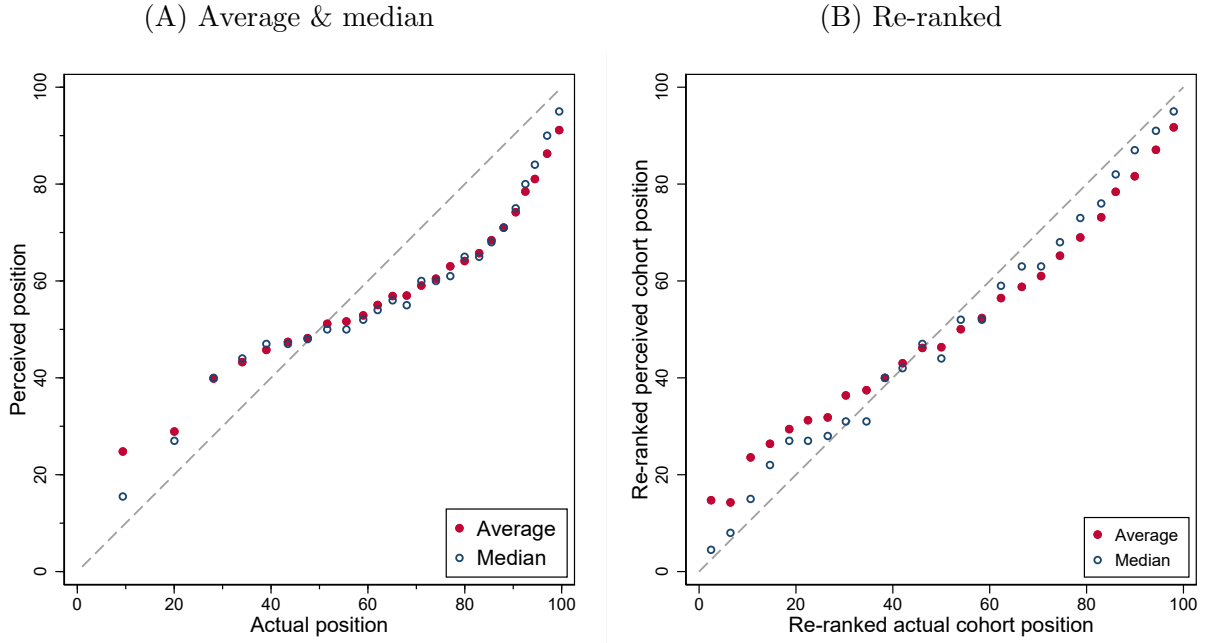 (A) Average & median
Perceived position
100
80
60
40
20
0
Average
Median
0 20 40 60 80 100
Actual position
(B) Re-ranked
Re-ranked perceived cohort position
100
80
60
40
20
0
Average
Median
0 20 40 60 80 100
Re-ranked actual cohort position